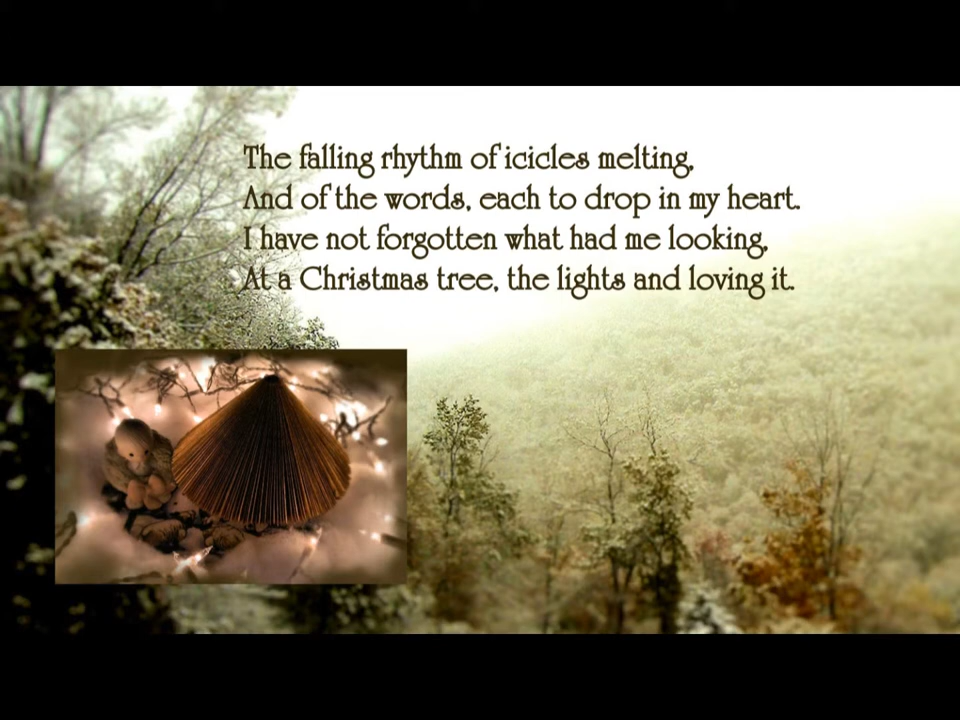 The falling rhythm of icicles melting,
And of the words, each to drop in my heart.
I have not forgotten what had me looking,
At a Christmas tree, the lights and loving it.